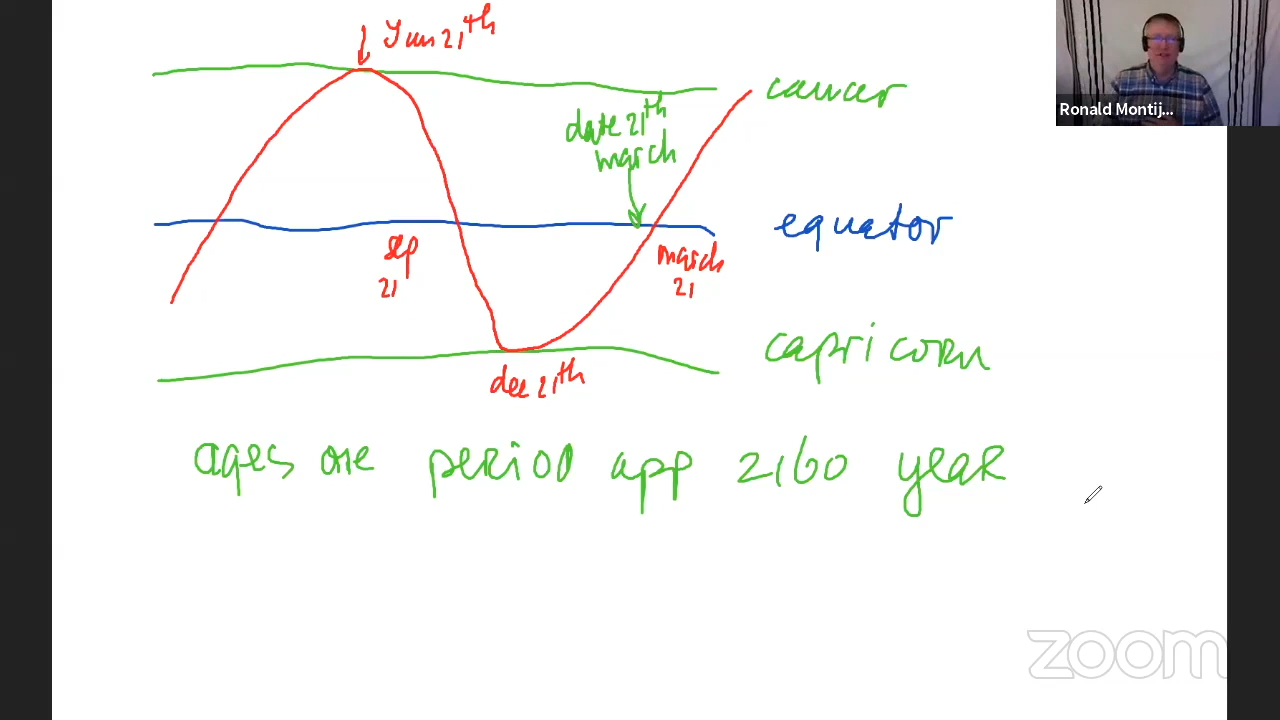 Jun 21th
cancer
date 21th
march
equator
sep
21
march
21
capricorn
dec 21th
ages are period app 2160 year
Ronald Montij...
zoom